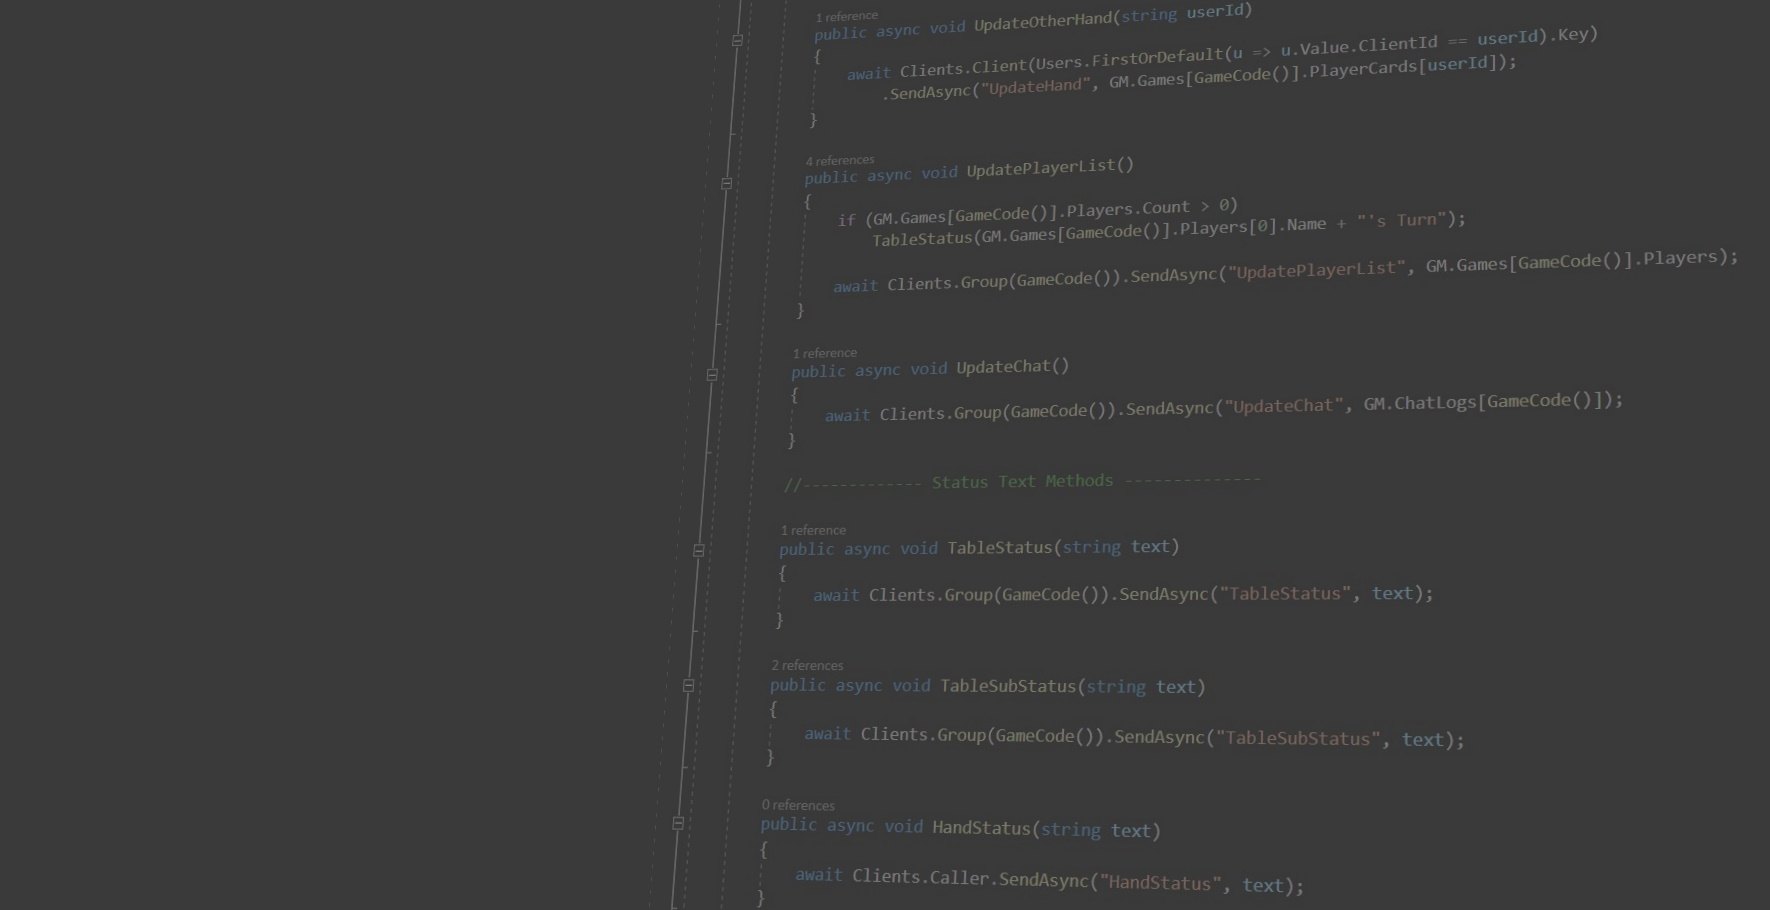 1 reference
public async void UpdateOtherHand(string userId)
{
await Clients.Client(Users.FirstOrDefault(u => u.Value.ClientId == userId).Key)
.SendAsync("UpdateHand", GM.Games[GameCode()].PlayerCards[userId]);
}
4 references
public async void UpdatePlayerList()
{
if (GM.Games[GameCode()].Players.Count > 0)
TableStatus(GM.Games[GameCode()].Players[0].Name + "'s Turn");
await Clients.Group(GameCode()).SendAsync("UpdatePlayerList", GM.Games[GameCode()].Players);
}
1 reference
public async void UpdateChat()
{
await Clients.Group(GameCode()).SendAsync("UpdateChat", GM.ChatLogs[GameCode()]);
}
//------------- Status Text Methods ---------------
1 reference
public async void TableStatus(string text)
{
await Clients.Group(GameCode()).SendAsync("TableStatus", text);
}
2 references
public async void TableSubStatus(string text)
{
await Clients.Group(GameCode()).SendAsync("TableSubStatus", text);
}
0 references
public async void HandStatus(string text)
{
await Clients.Caller.SendAsync("HandStatus", text);
}